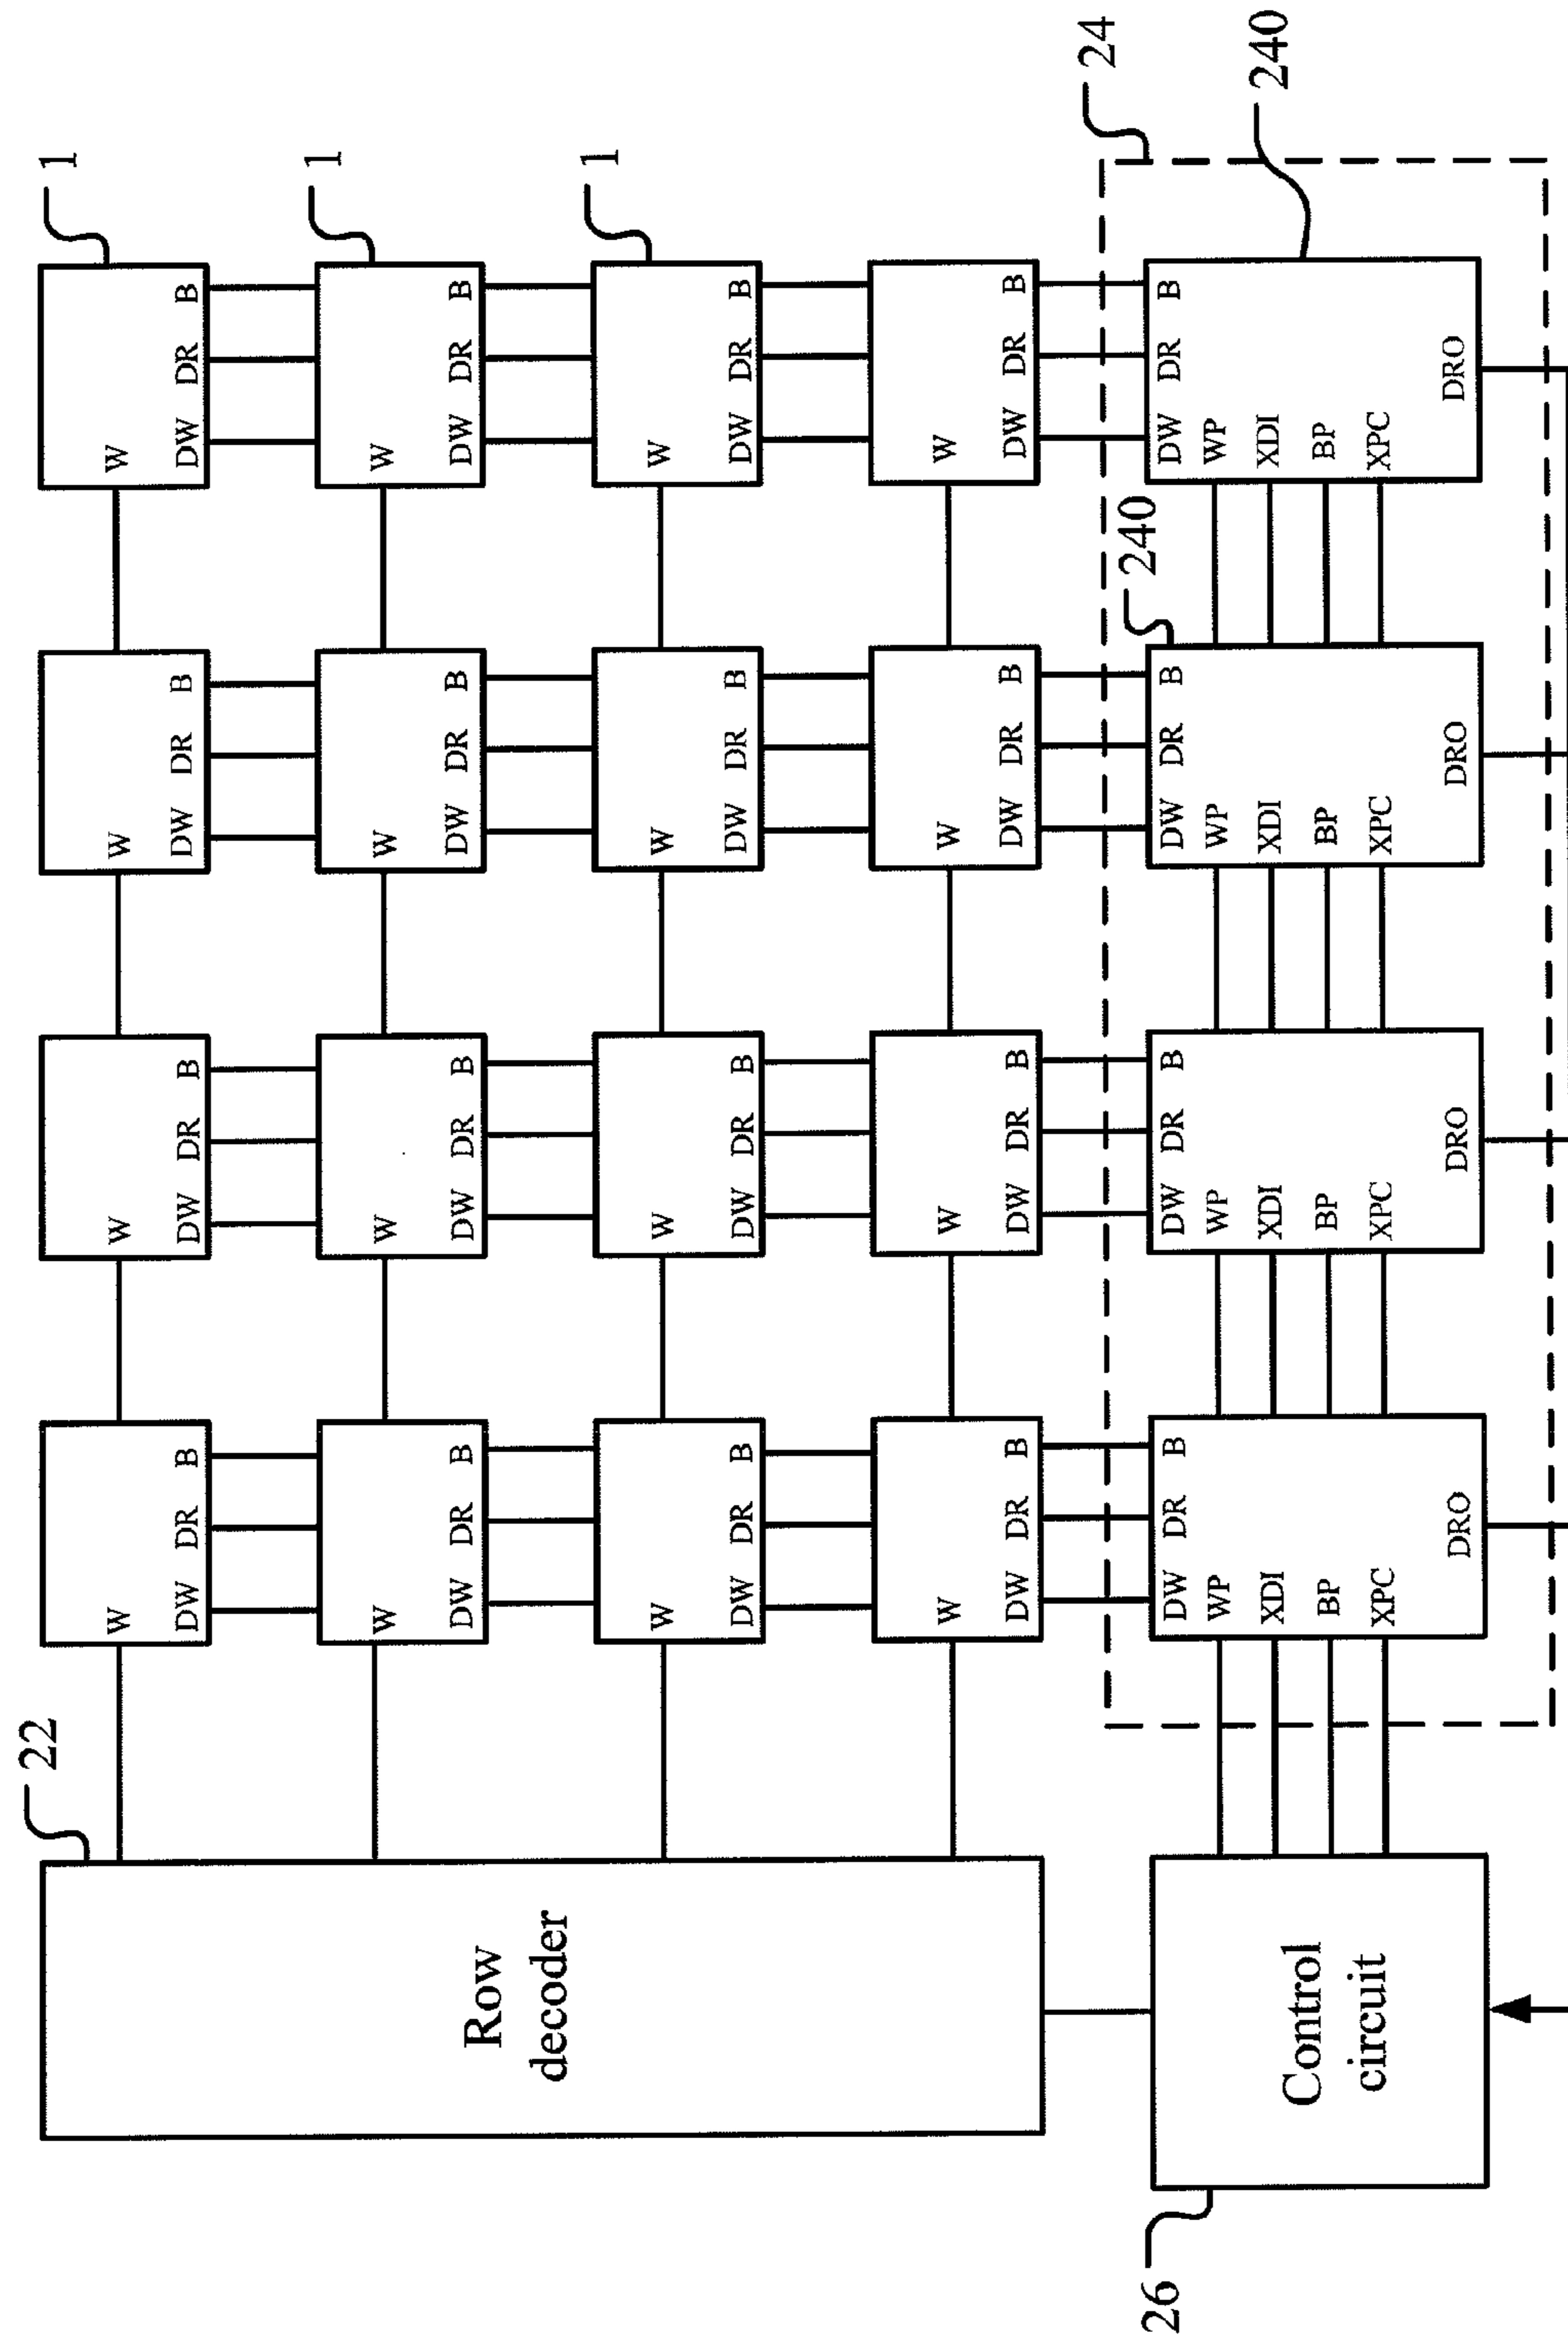 22
1
W W W W
DW DR B DW DR B DW DR B DW DR B
1
W W W W
DW DR B DW DR B DW DR B DW DR B
Row
decoder
1
W W W W
DW DR B DW DR B DW DR B DW DR B
W W W W
DW DR B DW DR B DW DR B DW DR B
24
240
26
DW DR B DW DR B DW DR B DW DR B
WP WP WP WP
240
XDI XDI XDI XDI
Control
circuit
BP BP BP BP
XPC XPC XPC XPC
DRO DRO DRO DRO